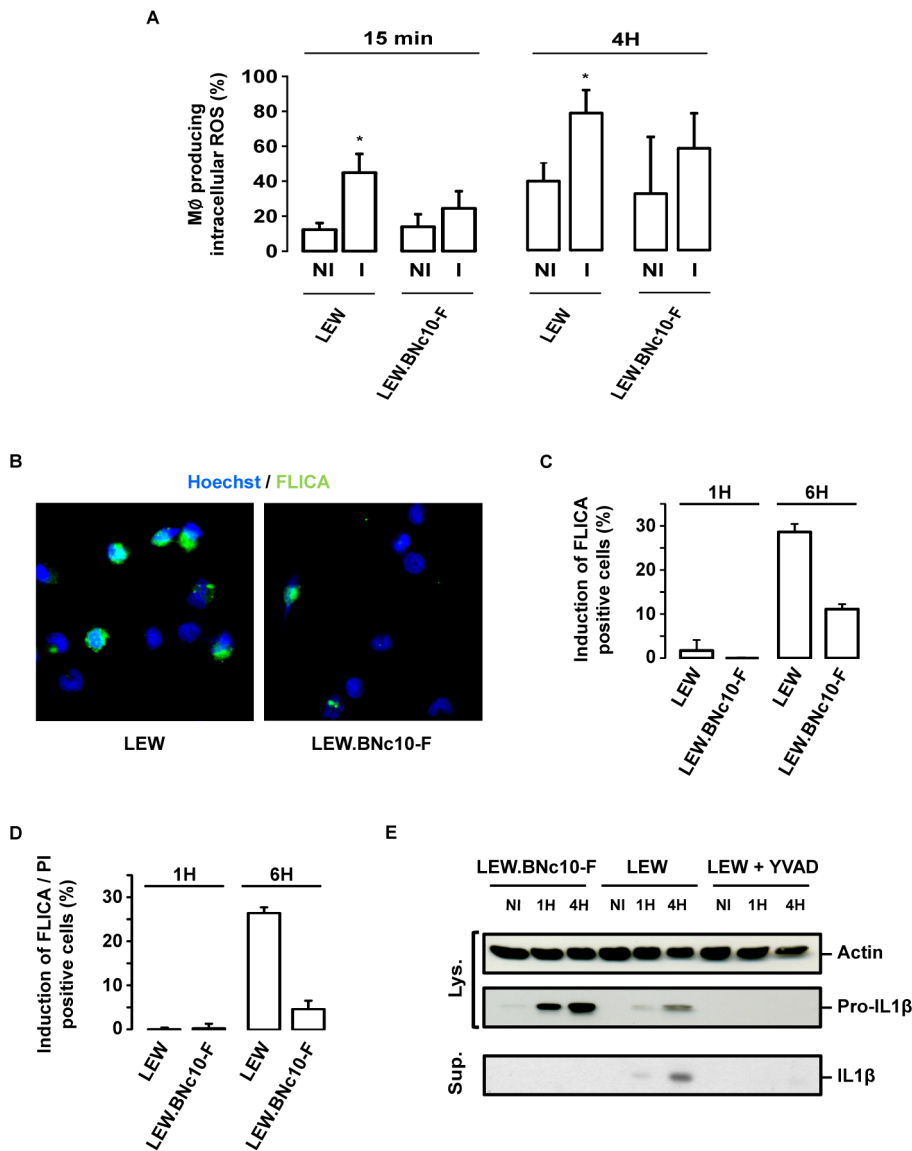 A
15 min
4H
MØ producing
intracellular ROS (%)
100
80
60
40
20
0
*
*
NI
I
NI
I
NI
I
NI
I
LEW
LEW.BNc10-F
LEW
LEW.BNc10-F
B
Hoechst / FLICA
LEW
LEW.BNc10-F
C
1H
6H
Induction of FLICA
positive cells (%)
30
20
10
0
LEW
LEW.BNc10-F
LEW
LEW.BNc10-F
D
1H
6H
Induction of FLICA / PI
positive cells (%)
30
25
10
5
0
LEW
LEW.BNc10-F
LEW
LEW.BNc10-F
E
LEW.BNc10-F
LEW
LEW + YVAD
NI 1H 4H NI 1H 4H NI 1H 4H
Lys.
Actin
Pro-IL1β
Sup.
IL1β